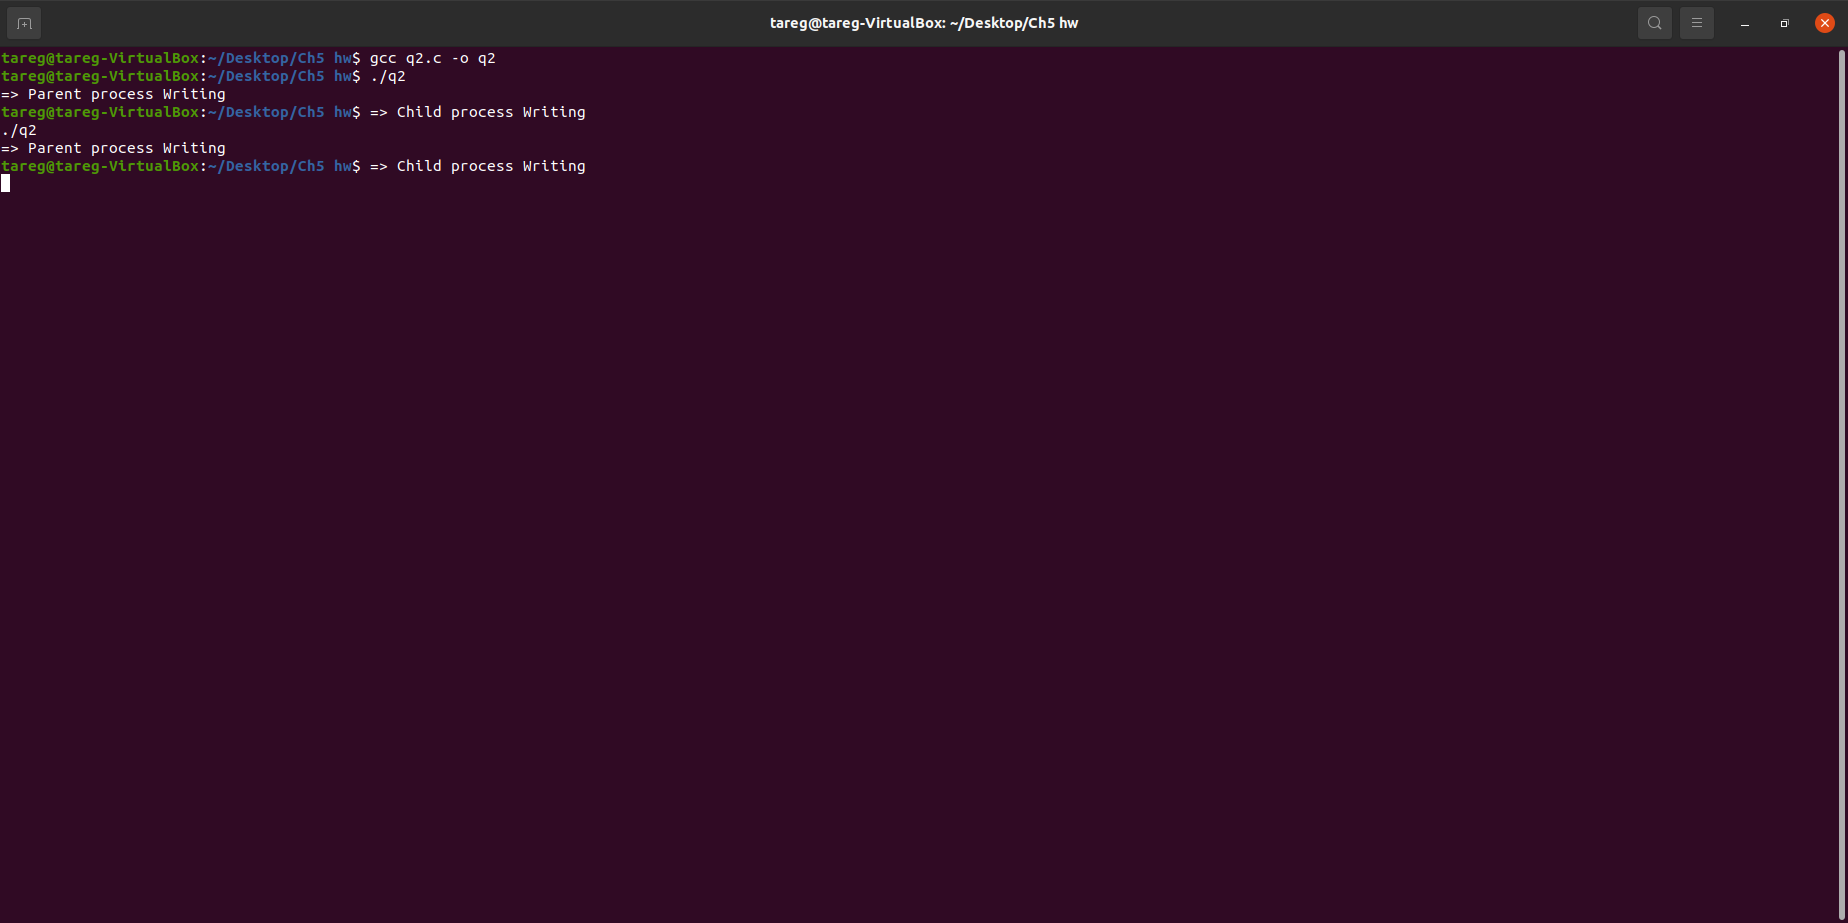 tareg@tareg-VirtualBox: ~/Desktop/Ch5 hw
tareg@tareg-VirtualBox:~/Desktop/Ch5 hw$ gcc q2.c -o q2
tareg@tareg-VirtualBox:~/Desktop/Ch5 hw$ ./q2
=> Parent process Writing
tareg@tareg-VirtualBox:~/Desktop/Ch5 hw$ => Child process Writing
./q2
=> Parent process Writing
tareg@tareg-VirtualBox:~/Desktop/Ch5 hw$ => Child process Writing